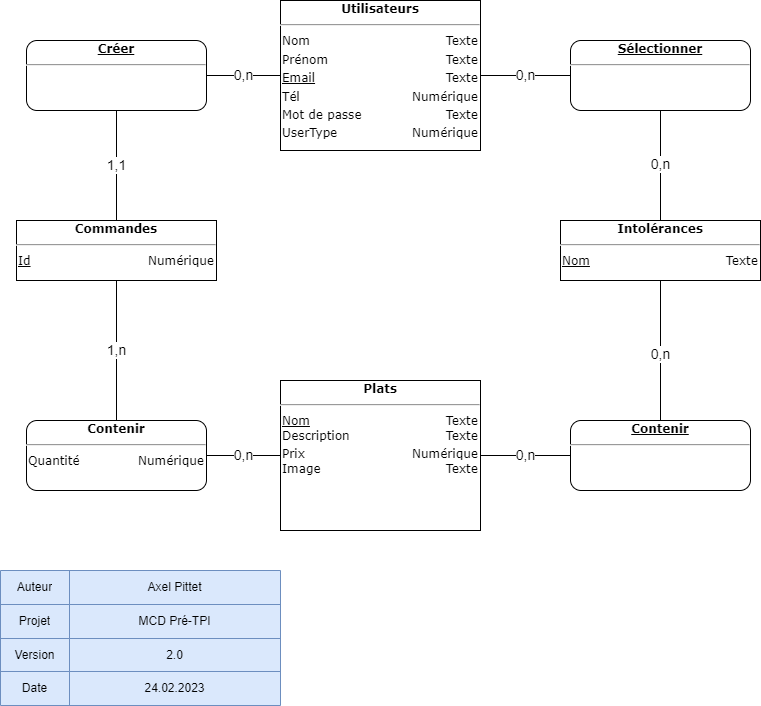 Utilisateurs
Nom Texte
Prénom Texte
Email Texte
Tél Numérique
Mot de passe Texte
UserType Numérique
Créer
0,n
0,n
Sélectionner
1,1
0,n
Commandes
Id Numérique
Intolérances
Nom Texte
1,n
0,n
Plats
Nom Texte
Description Texte
Prix Numérique
Image Texte
Contenir
Quantité Numérique
0,n
0,n
Contenir
Auteur Axel Pittet
Projet MCD Pré-TPI
Version 2.0
Date 24.02.2023